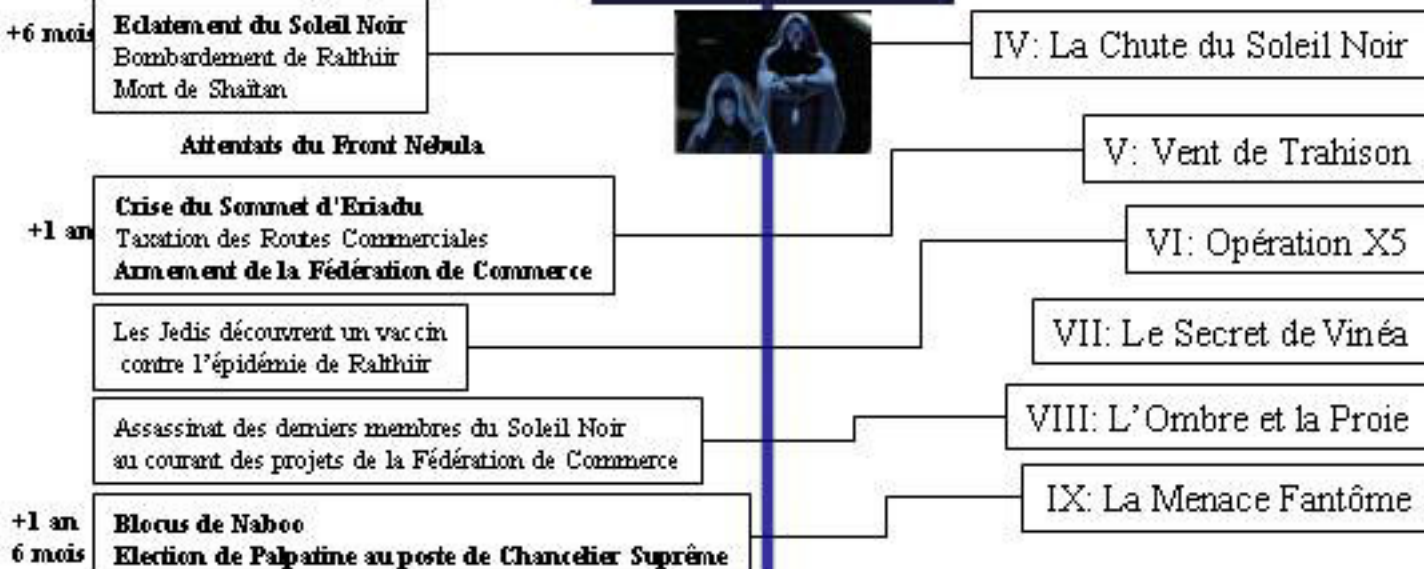 +6 mois
Eclatement du Soleil Noir
Bombardement de Ralthiir
Mort de Shaïtan
IV: La Chute du Soleil Noir
Attentats du Front Nebula
V: Vent de Trahison
+1 an
Crise du Sommet d'Eriadu
Taxation des Routes Commerciales
Armement de la Fédération de Commerce
VI: Opération X5
Les Jedis découvrent un vaccin
contre l'épidémie de Ralthiir
VII: Le Secret de Vinéa
Assassinat des derniers membres du Soleil Noir
au courant des projets de la Fédération de Commerce
VIII: L'Ombre et la Proie
+1 an
6 mois
Blocus de Naboo
Election de Palpatine au poste de Chancelier Suprême
IX: La Menace Fantôme